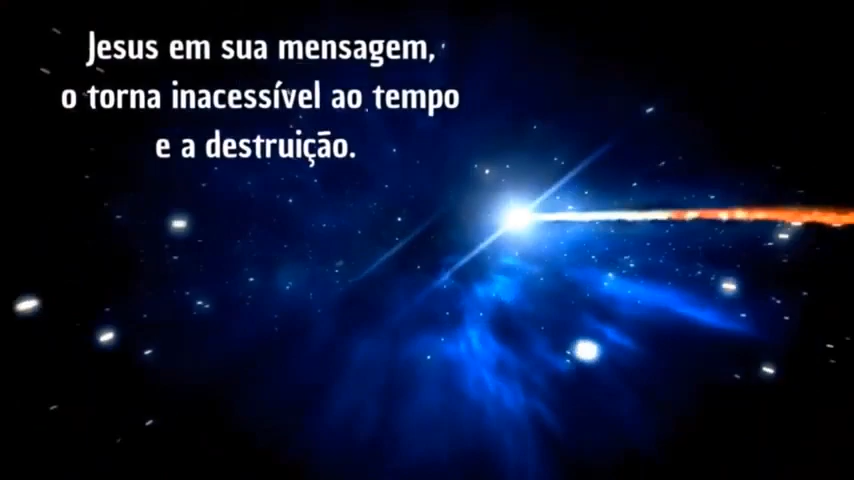 Jesus em sua mensagem,
o torna inacessível ao tempo
e a destruição.